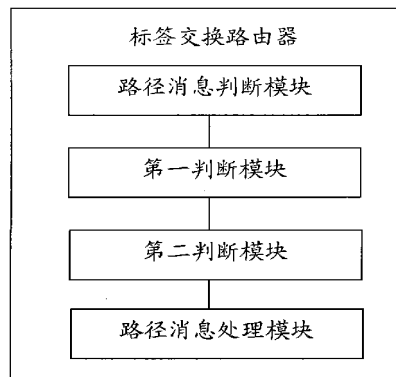 标签交换路由器
路径消息判断模块
第一判断模块
第二判断模块
路径消息处理模块